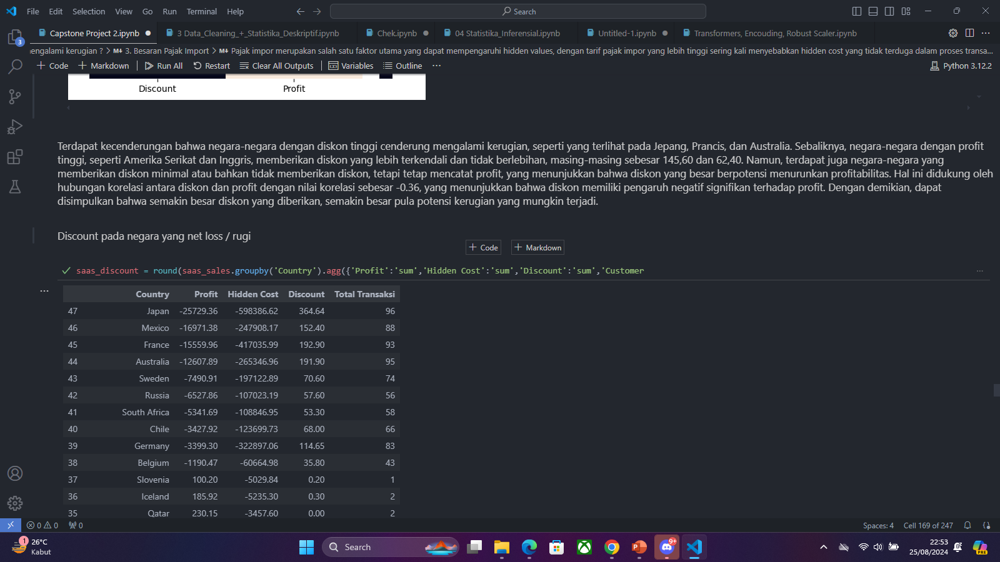 File Edit Selection View Go Run Terminal Help Search
Capstone Project 2.ipynb 3 Data_Cleaning_+_Statistika_Deskriptif.ipynb Chek.ipynb 04 Statistika_Inferensial.ipynb Untitled-1.ipynb Transformers, Encouding, Robust Scaler.ipynb
nengalami kerugian ? > M↓ 3. Besaran Pajak Import > M↓ Pajak impor merupakan salah satu faktor utama yang dapat mempengaruhi hidden values, dengan tarif pajak impor yang lebih tinggi sering kali menyebabkan hidden cost yang tidak terduga dalam proses transa...
+ Code + Markdown Run All Restart Clear All Outputs Variables Outline ... Python 3.12.2
Discount Profit
Terdapat kecenderungan bahwa negara-negara dengan diskon tinggi cenderung mengalami kerugian, seperti yang terlihat pada Jepang, Prancis, dan Australia. Sebaliknya, negara-negara dengan profit
tinggi, seperti Amerika Serikat dan Inggris, memberikan diskon yang lebih terkendali dan tidak berlebihan, masing-masing sebesar 145,60 dan 62,40. Namun, terdapat juga negara-negara yang
memberikan diskon minimal atau bahkan tidak memberikan diskon, tetapi tetap mencatat profit, yang menunjukkan bahwa diskon yang besar berpotensi menurunkan profitabilitas. Hal ini didukung oleh
hubungan korelasi antara diskon dan profit dengan nilai korelasi sebesar -0.36, yang menunjukkan bahwa diskon memiliki pengaruh negatif signifikan terhadap profit. Dengan demikian, dapat
disimpulkan bahwa semakin besar diskon yang diberikan, semakin besar pula potensi kerugian yang mungkin terjadi.
Discount pada negara yang net loss / rugi
+ Code + Markdown
saas_discount = round(saas_sales.groupby('Country').agg({'Profit':'sum','Hidden Cost':'sum','Discount':'sum','Customer
...
Country Profit Hidden Cost Discount Total Transaksi
47 Japan -25729.36 -598386.62 364.64 96
46 Mexico -16971.38 -247908.17 152.40 88
45 France -15559.96 -417035.99 192.90 93
44 Australia -12607.89 -265346.96 191.90 95
43 Sweden -7490.91 -197122.89 70.60 74
42 Russia -6527.86 -107023.19 57.60 56
41 South Africa -5341.69 -108846.95 53.30 58
40 Chile -3427.92 -123699.73 68.00 66
39 Germany -3399.30 -322897.06 114.65 83
38 Belgium -1190.47 -60664.98 35.80 43
37 Slovenia 100.20 -5029.84 0.20 1
36 Iceland 185.92 -5235.30 0.30 2
35 Qatar 230.15 -3457.60 0.00 2
0 0 0 Spaces: 4 Cell 169 of 247
3
1 26°C
Kabut
Search
9+
22:53
25/08/2024
PRE